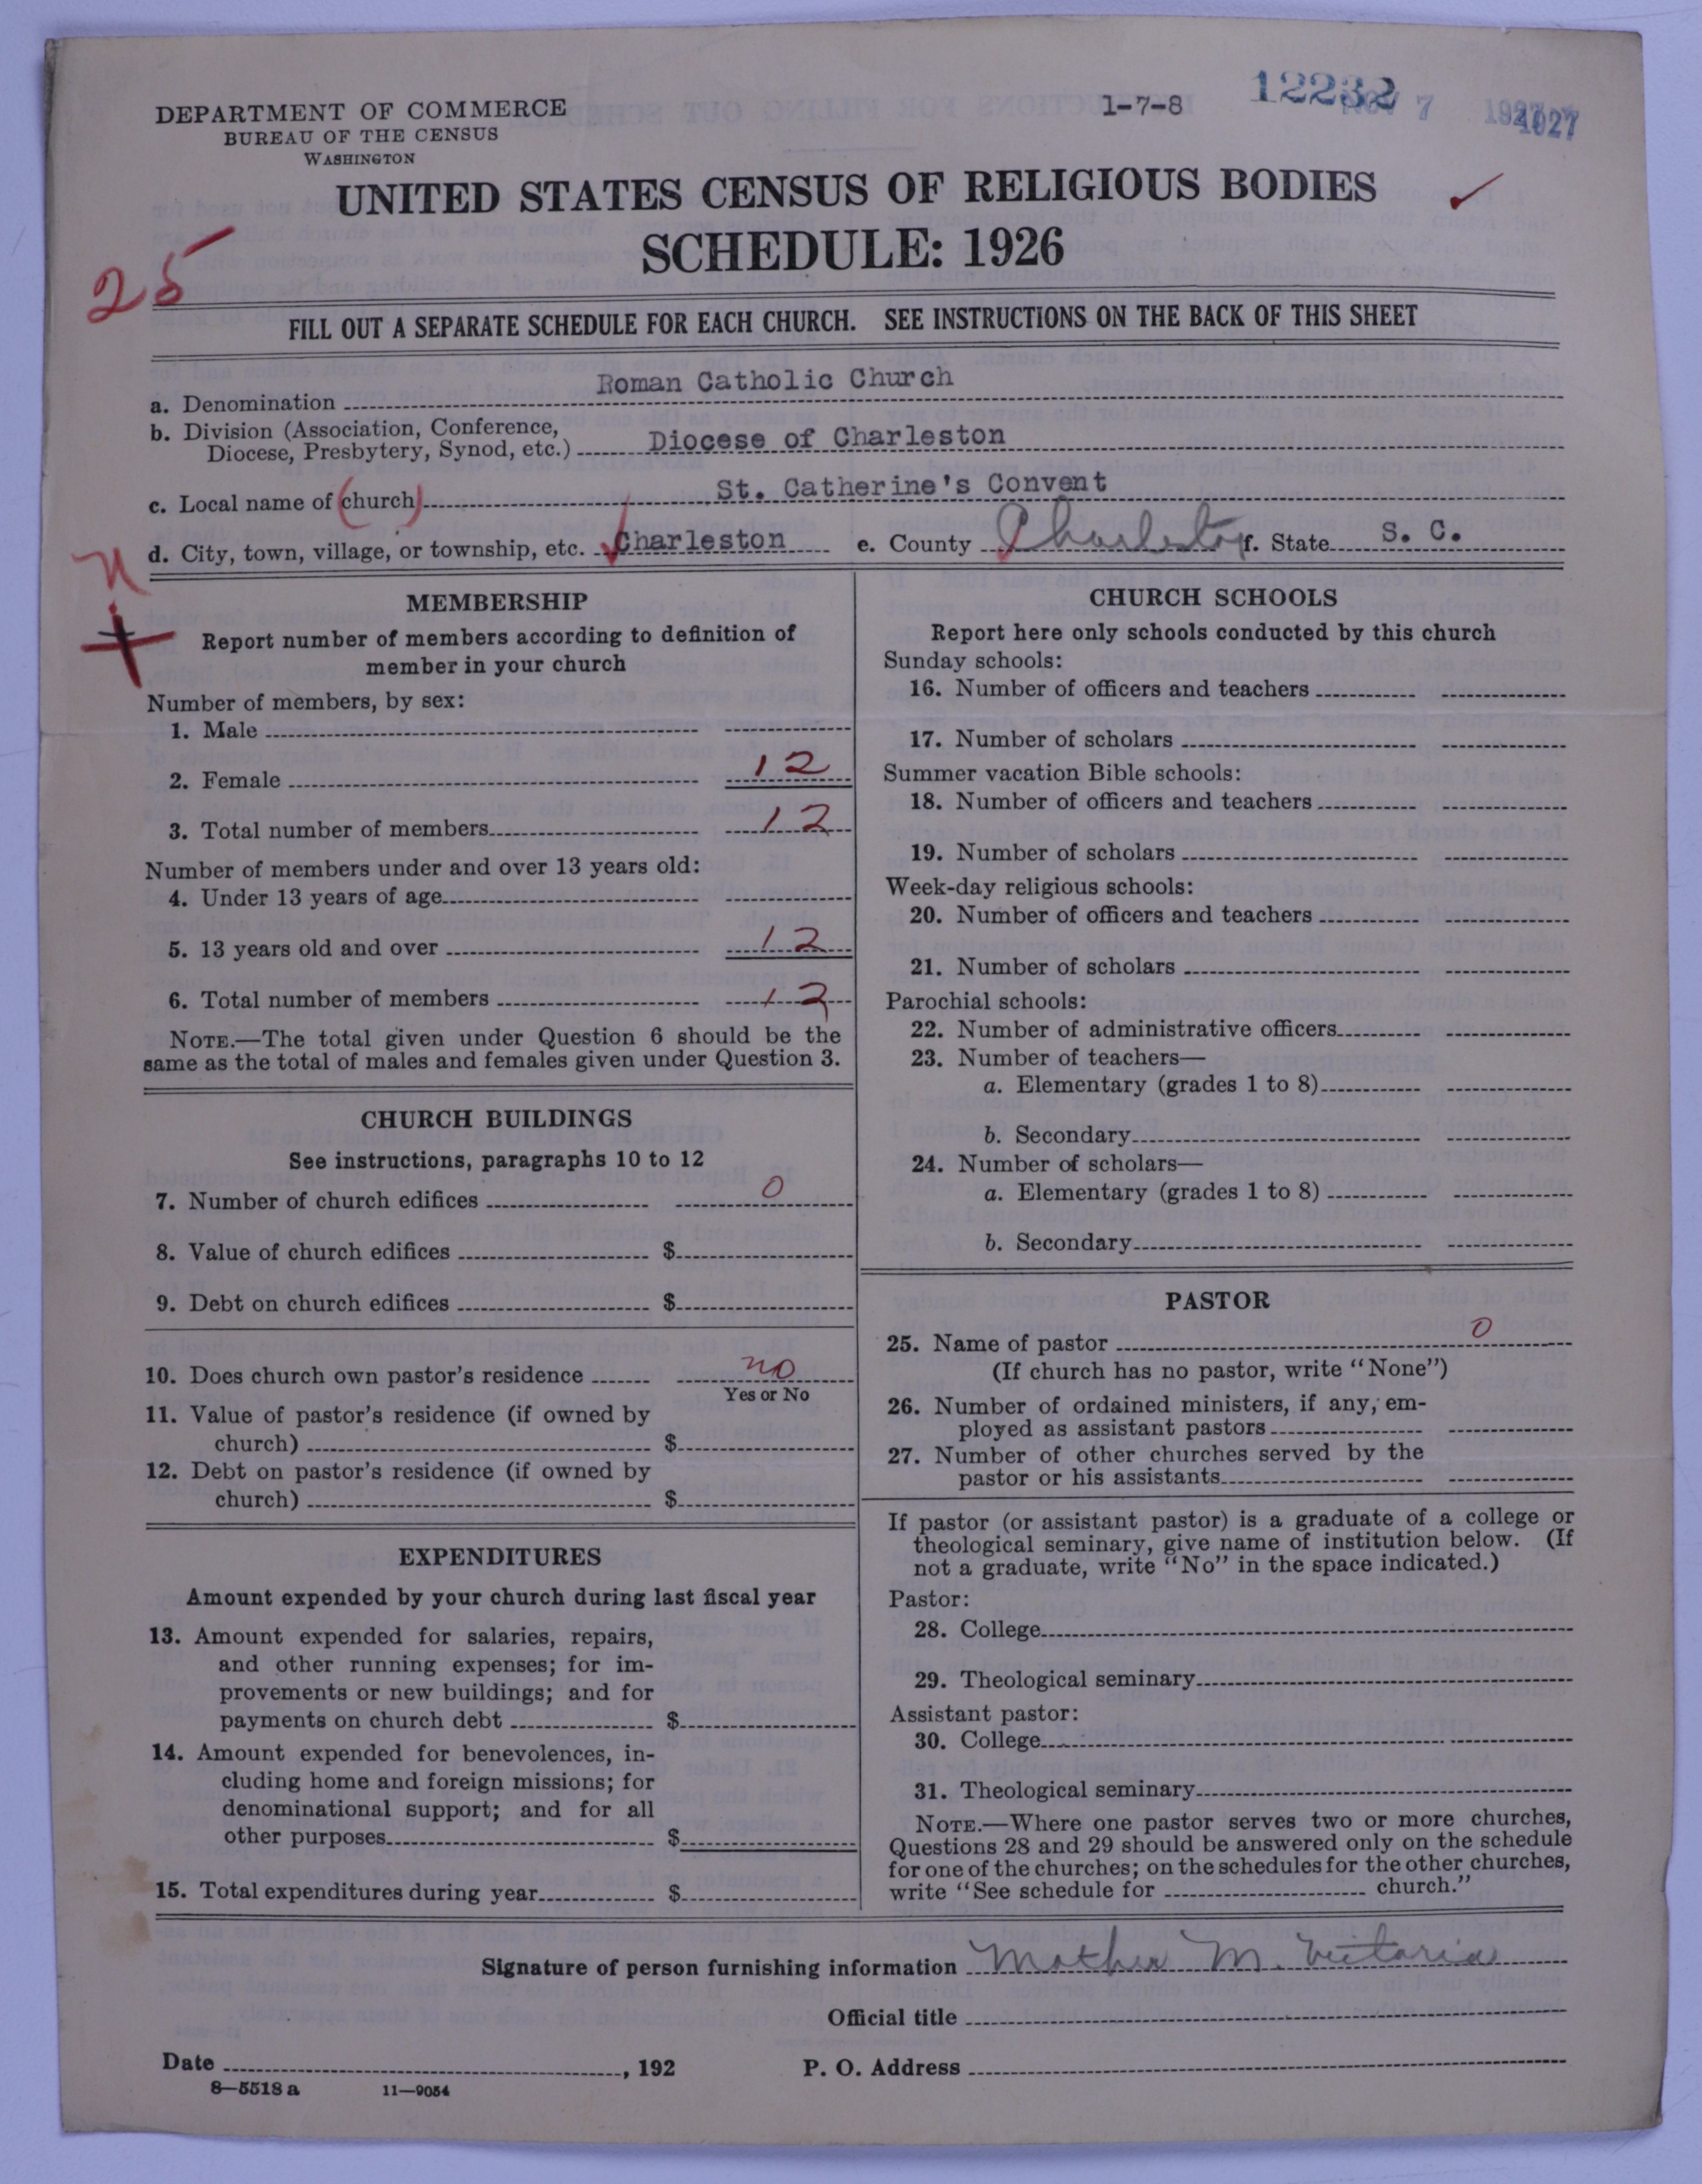 DEPARTMENT OF COMMERCE
BUREAU OF THE CENSUS
WASHINGTON
1-7-8
12232
NOV 7 1927
1927
UNITED STATES CENSUS OF RELIGIOUS BODIES
SCHEDULE: 1926
25
FILL OUT A SEPARATE SCHEDULE FOR EACH CHURCH. SEE INSTRUCTIONS ON THE BACK OF THIS SHEET
a. Denomination Roman Catholic Church
b. Division (Association, Conference,
Diocese, Presbytery, Synod, etc.) Diocese of Charleston
c. Local name of (church) St. Catherine's Convent
d. City, town, village, or township, etc. Charleston e. County Charleston f. State S. C.
MEMBERSHIP
Report number of members according to definition of
member in your church
Number of members, by sex:
1. Male
2. Female 12
3. Total number of members 12
Number of members under and over 13 years old:
4. Under 13 years of age
5. 13 years old and over 12
6. Total number of members 12
NOTE.—The total given under Question 6 should be the
same as the total of males and females given under Question 3.
CHURCH BUILDINGS
See instructions, paragraphs 10 to 12
7. Number of church edifices 0
8. Value of church edifices $
9. Debt on church edifices $
10. Does church own pastor's residence no
Yes or No
11. Value of pastor's residence (if owned by
church) $
12. Debt on pastor's residence (if owned by
church) $
EXPENDITURES
Amount expended by your church during last fiscal year
13. Amount expended for salaries, repairs,
and other running expenses; for im-
provements or new buildings; and for
payments on church debt $
14. Amount expended for benevolences, in-
cluding home and foreign missions; for
denominational support; and for all
other purposes $
15. Total expenditures during year $
CHURCH SCHOOLS
Report here only schools conducted by this church
Sunday schools:
16. Number of officers and teachers
17. Number of scholars
Summer vacation Bible schools:
18. Number of officers and teachers
19. Number of scholars
Week-day religious schools:
20. Number of officers and teachers
21. Number of scholars
Parochial schools:
22. Number of administrative officers
23. Number of teachers—
a. Elementary (grades 1 to 8)
b. Secondary
24. Number of scholars—
a. Elementary (grades 1 to 8)
b. Secondary
PASTOR
25. Name of pastor 0
(If church has no pastor, write "None")
26. Number of ordained ministers, if any, em-
ployed as assistant pastors
27. Number of other churches served by the
pastor or his assistants
If pastor (or assistant pastor) is a graduate of a college or
theological seminary, give name of institution below. (If
not a graduate, write "No" in the space indicated.)
Pastor:
28. College
29. Theological seminary
Assistant pastor:
30. College
31. Theological seminary
NOTE.—Where one pastor serves two or more churches,
Questions 28 and 29 should be answered only on the schedule
for one of the churches; on the schedules for the other churches,
write "See schedule for church."
Signature of person furnishing information Mother M. Victoria
Official title
Date , 192 P. O. Address
8—5518 a 11—9054